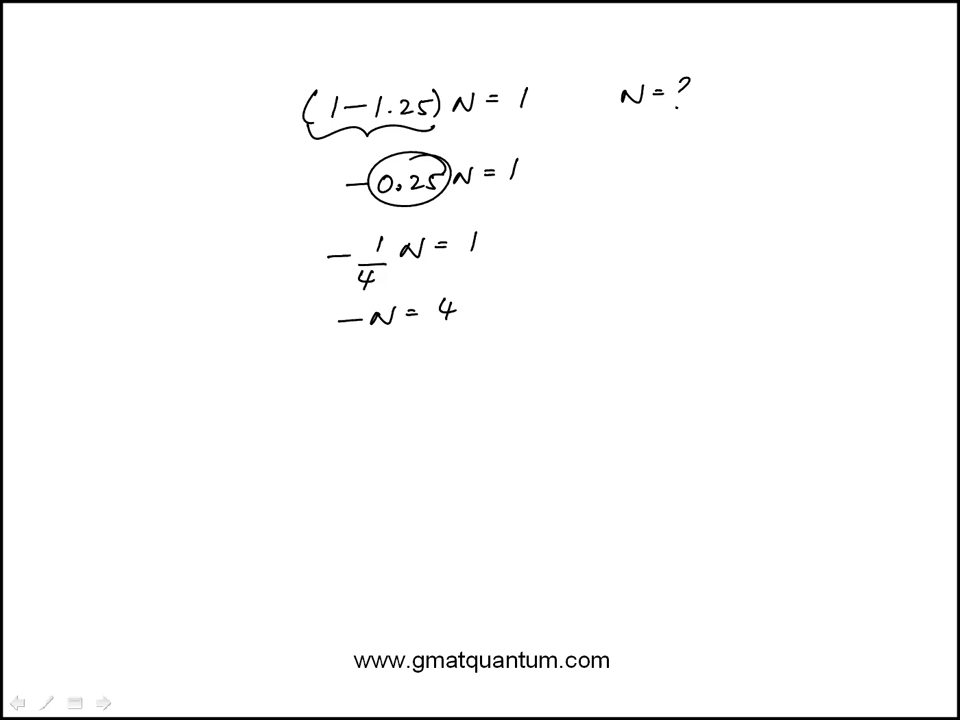 (1 - 1.25) N = 1 N = ?
- 0.25 N = 1
- 1/4 N = 1
- N = 4
www.gmatquantum.com